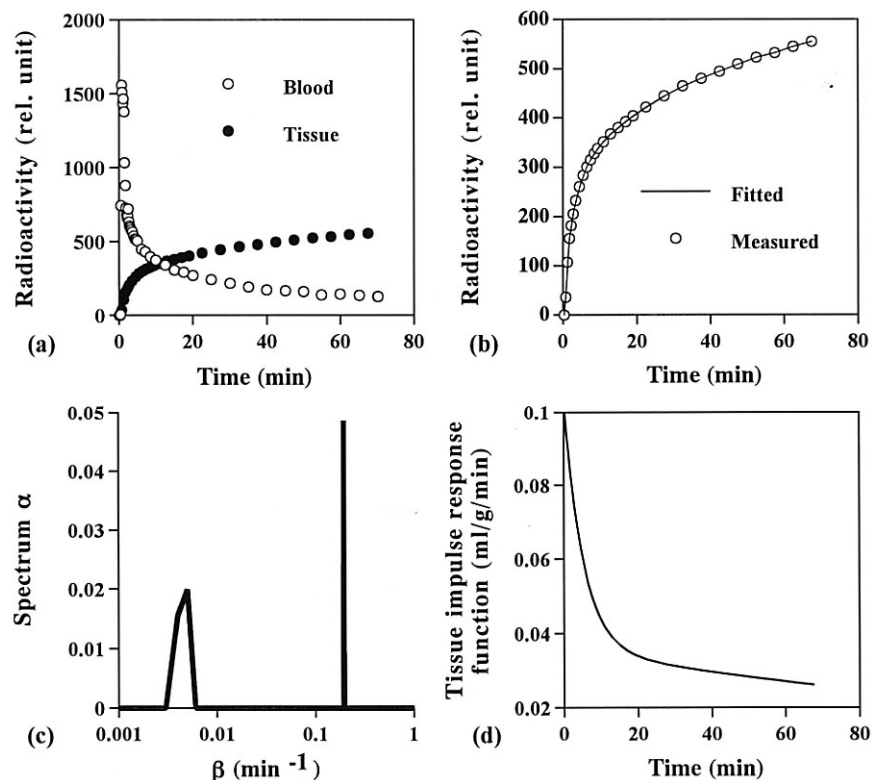 2000
1500
1000
500
0
Radioactivity (rel. unit)
Blood
Tissue
0 20 40 60 80
(a)
Time (min)
600
500
400
300
200
100
0
Radioactivity (rel. unit)
Fitted
Measured
0 20 40 60 80
(b)
Time (min)
0.05
0.04
0.03
0.02
0.01
0
Spectrum α
0.001 0.01 0.1 1
(c)
β (min -1)
0.1
0.08
0.06
0.04
0.02
Tissue impulse response
function (ml/g/min)
0 20 40 60 80
(d)
Time (min)